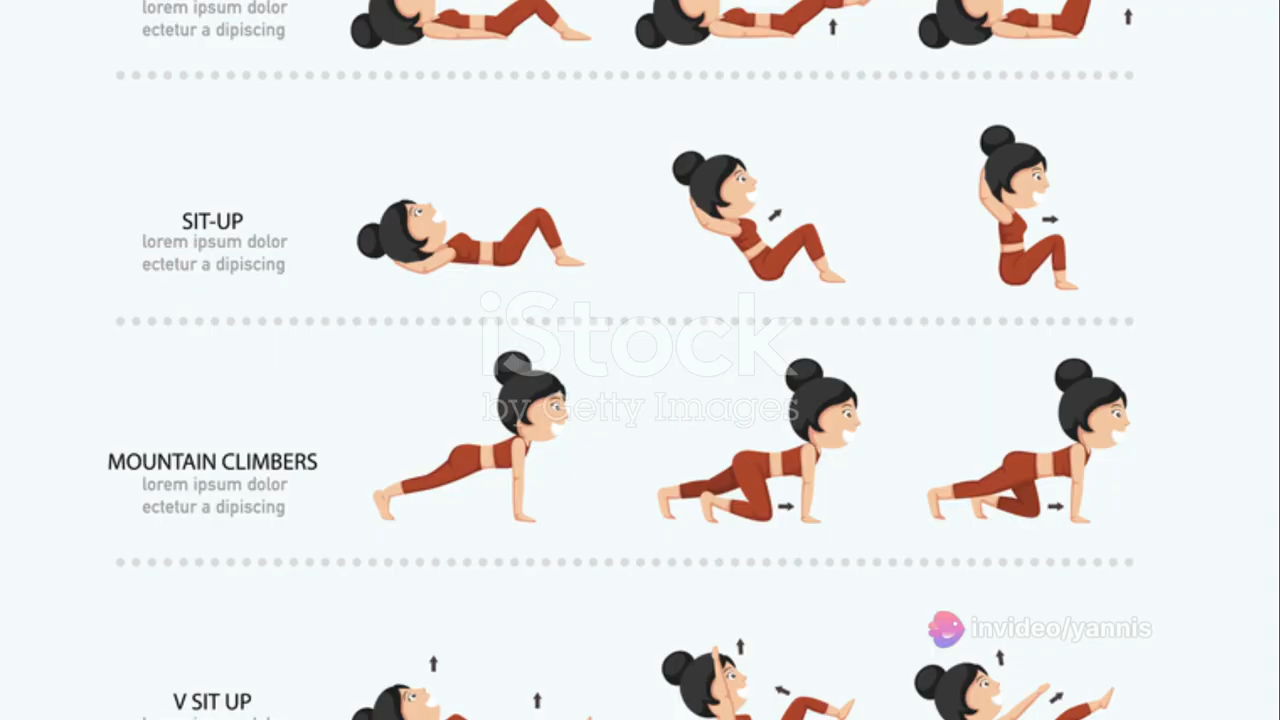 lorem ipsum dolor
ectetur a dipiscing
SIT-UP
lorem ipsum dolor
ectetur a dipiscing
iStock
by Getty Images
MOUNTAIN CLIMBERS
lorem ipsum dolor
ectetur a dipiscing
invideo/yannis
V SIT UP